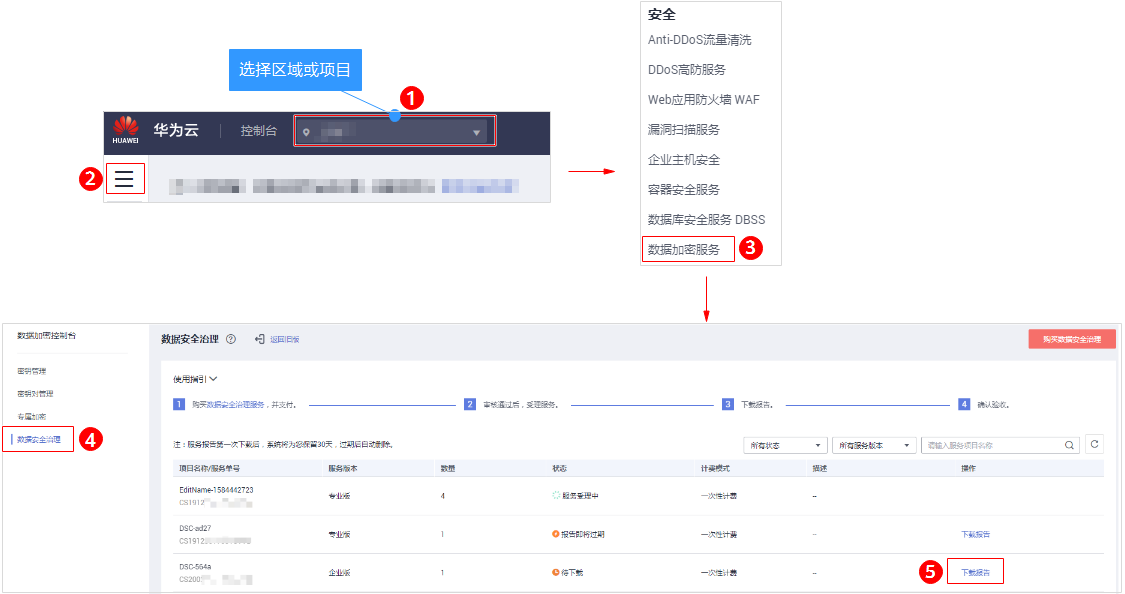 选择区域或项目
1
HUAWEI
华为云
控制台
2
安全
Anti-DDoS流量清洗
DDoS高防服务
Web应用防火墙 WAF
漏洞扫描服务
企业主机安全
容器安全服务
数据库安全服务 DBSS
数据加密服务
3
数据加密控制台
密钥管理
密钥对管理
专属加密
数据安全治理
4
数据安全治理
返回旧版
购买数据安全治理
使用指引
1 购买数据安全治理服务，并支付。
2 审核通过后，受理服务。
3 下载报告。
4 确认验收。
注：服务报告第一次下载后，系统将为您保留30天，过期后自动删除。
所有状态
所有服务版本
请输入服务项目名称
项目名称/服务单号 服务版本 数量 状态 计费模式 描述 操作
EditName-1584442723
CS1912
专业版 4 服务受理中 一次性计费 --
DSC-ad27
CS1912
专业版 1 报告即将过期 一次性计费 -- 下载报告
DSC-564a
CS200
企业版 1 待下载 一次性计费 -- 下载报告
5